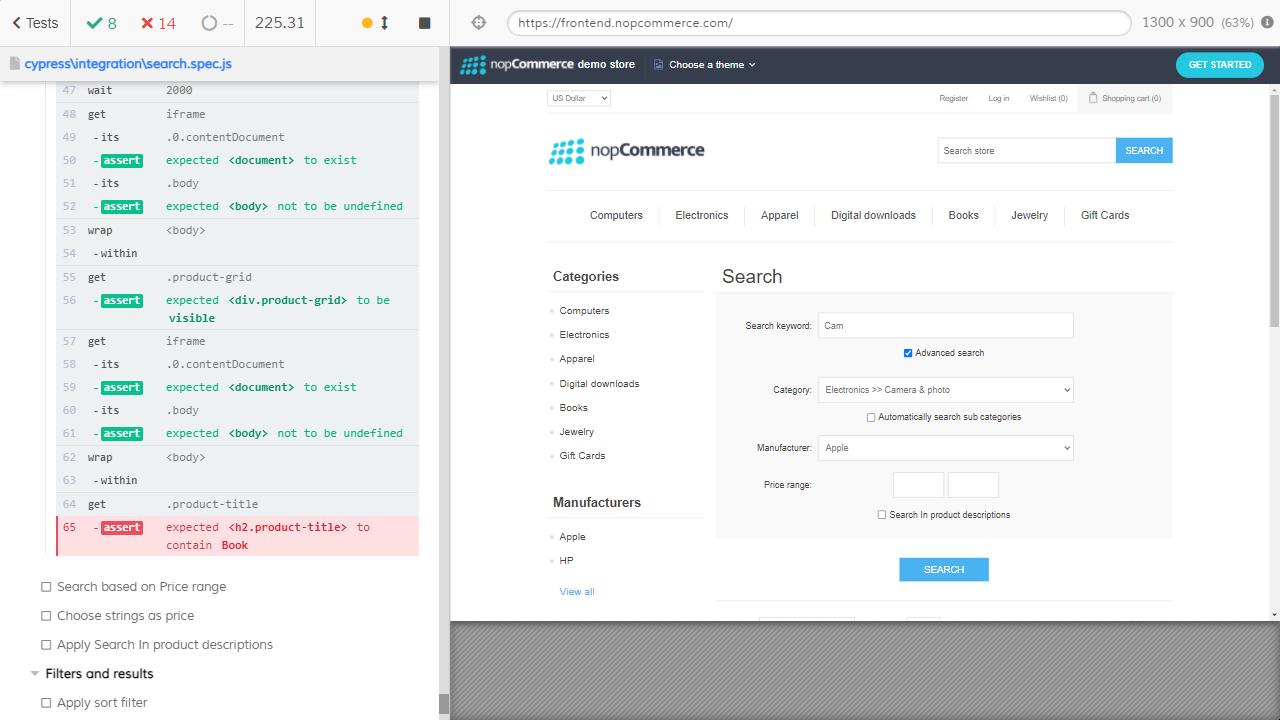 Tests
8
14
--
225.31
https://frontend.nopcommerce.com/
1300 x 900 (63%)
cypress\integration\search.spec.js
47 wait 2000
48 get iframe
49 - its .0.contentDocument
50 - assert expected <document> to exist
51 - its .body
52 - assert expected <body> not to be undefined
53 wrap <body>
54 - within
55 get .product-grid
56 - assert expected <div.product-grid> to be
visible
57 get iframe
58 - its .0.contentDocument
59 - assert expected <document> to exist
60 - its .body
61 - assert expected <body> not to be undefined
62 wrap <body>
63 - within
64 get .product-title
65 - assert expected <h2.product-title> to
contain Book
Search based on Price range
Choose strings as price
Apply Search In product descriptions
Filters and results
Apply sort filter
nopCommerce demo store
Choose a theme
GET STARTED
US Dollar
Register
Log in
Wishlist (0)
Shopping cart (0)
nopCommerce
Search store
SEARCH
Computers
Electronics
Apparel
Digital downloads
Books
Jewelry
Gift Cards
Categories
Computers
Electronics
Apparel
Digital downloads
Books
Jewelry
Gift Cards
Manufacturers
Apple
HP
View all
Search
Search keyword: Cam
Advanced search
Category: Electronics >> Camera & photo
Automatically search sub categories
Manufacturer: Apple
Price range:
Search In product descriptions
SEARCH